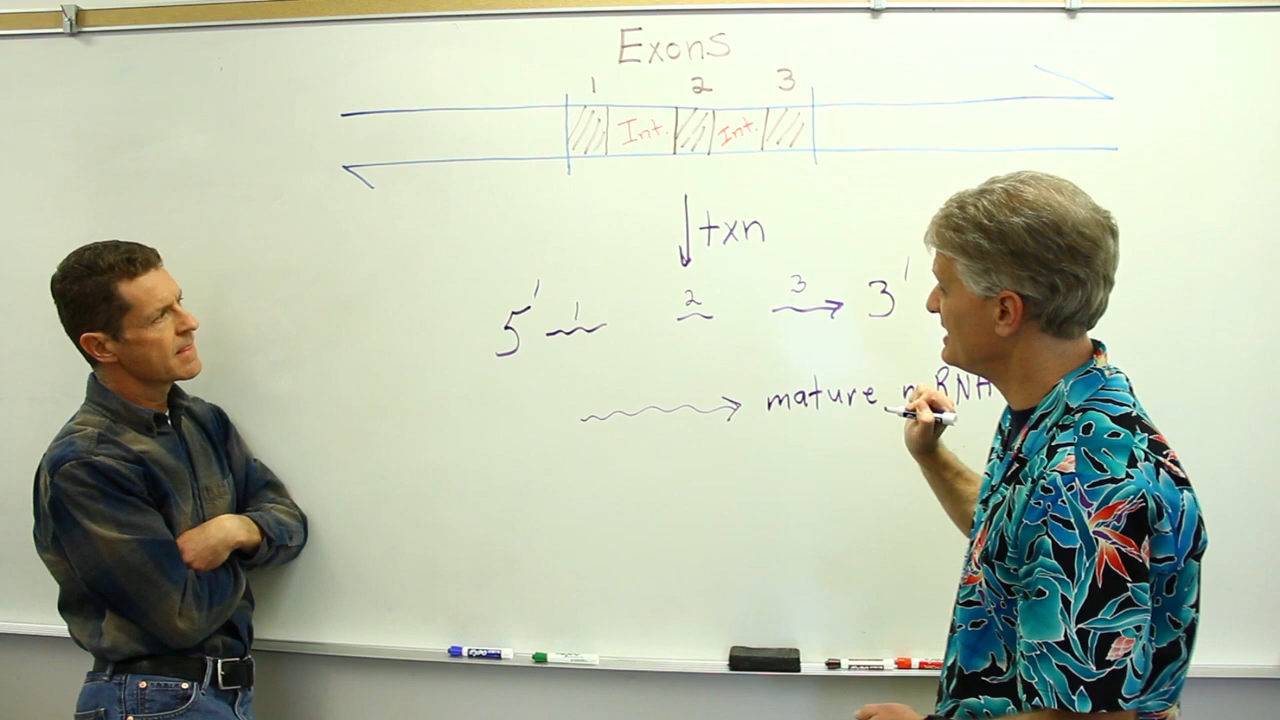 Exons
1 2 3
Int. Int.
txn
5' 1 2 3 3'
mature mRNA